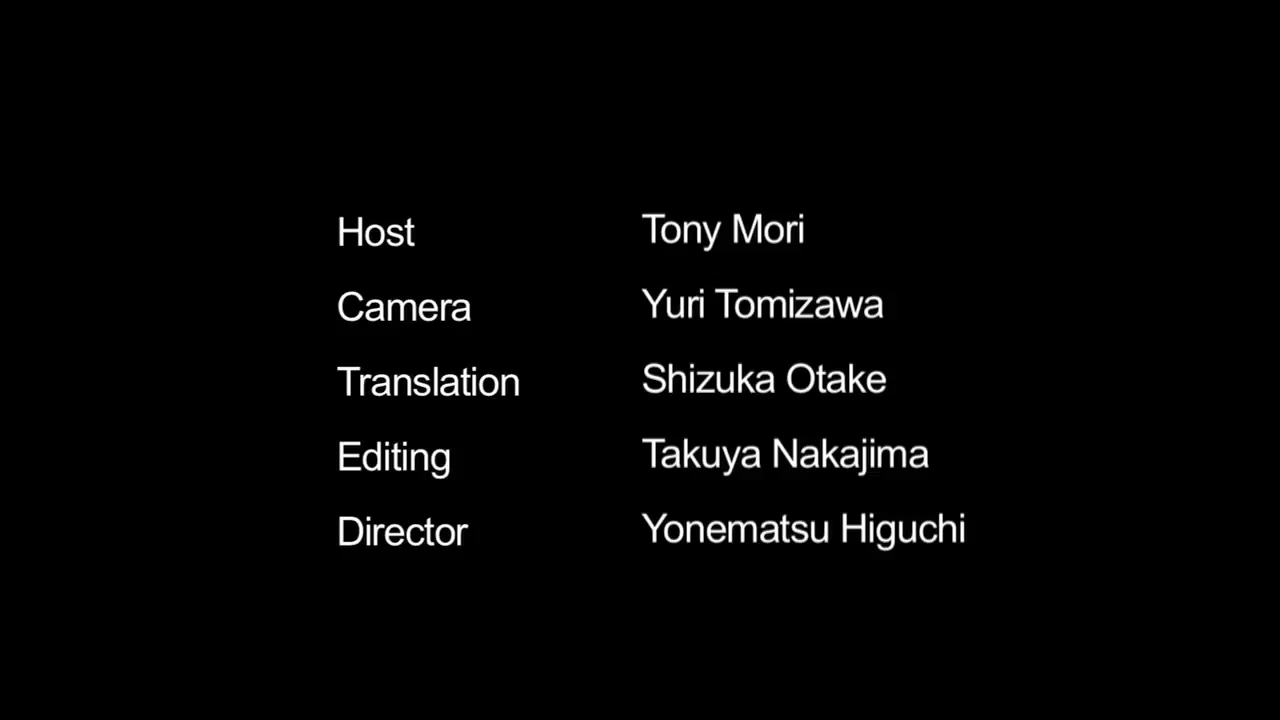 Host Tony Mori
Camera Yuri Tomizawa
Translation Shizuka Otake
Editing Takuya Nakajima
Director Yonematsu Higuchi